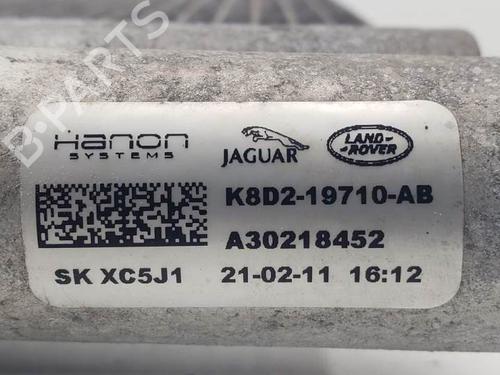 Hanon
SYSTEMS
JAGUAR
LAND-
ROVER
K8D2-19710-AB
A30218452
SK XC5J1
21-02-11 16:12
B-PARTS